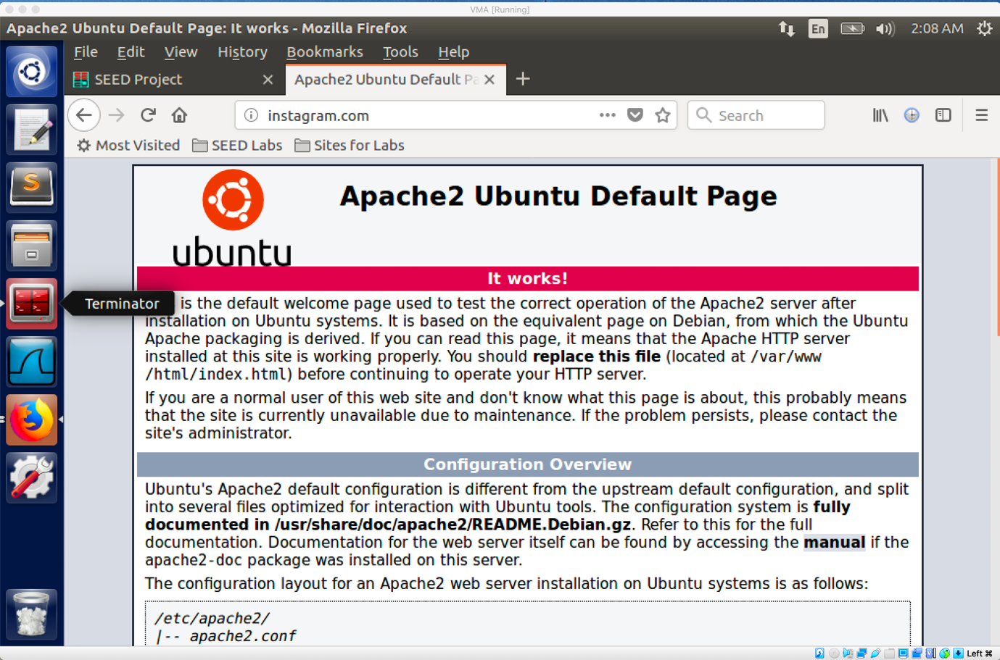 VMA [Running]
Apache2 Ubuntu Default Page: It works - Mozilla Firefox
En
2:08 AM
File Edit View History Bookmarks Tools Help
SEED Project
Apache2 Ubuntu Default Pa
instagram.com
Search
Most Visited SEED Labs Sites for Labs
ubuntu
Apache2 Ubuntu Default Page
It works!
Terminator
is the default welcome page used to test the correct operation of the Apache2 server after
installation on Ubuntu systems. It is based on the equivalent page on Debian, from which the Ubuntu
Apache packaging is derived. If you can read this page, it means that the Apache HTTP server
installed at this site is working properly. You should replace this file (located at /var/www
/html/index.html) before continuing to operate your HTTP server.
If you are a normal user of this web site and don't know what this page is about, this probably means
that the site is currently unavailable due to maintenance. If the problem persists, please contact the
site's administrator.
Configuration Overview
Ubuntu's Apache2 default configuration is different from the upstream default configuration, and split
into several files optimized for interaction with Ubuntu tools. The configuration system is fully
documented in /usr/share/doc/apache2/README.Debian.gz. Refer to this for the full
documentation. Documentation for the web server itself can be found by accessing the manual if the
apache2-doc package was installed on this server.
The configuration layout for an Apache2 web server installation on Ubuntu systems is as follows:
/etc/apache2/
|-- apache2.conf
Left ⌘